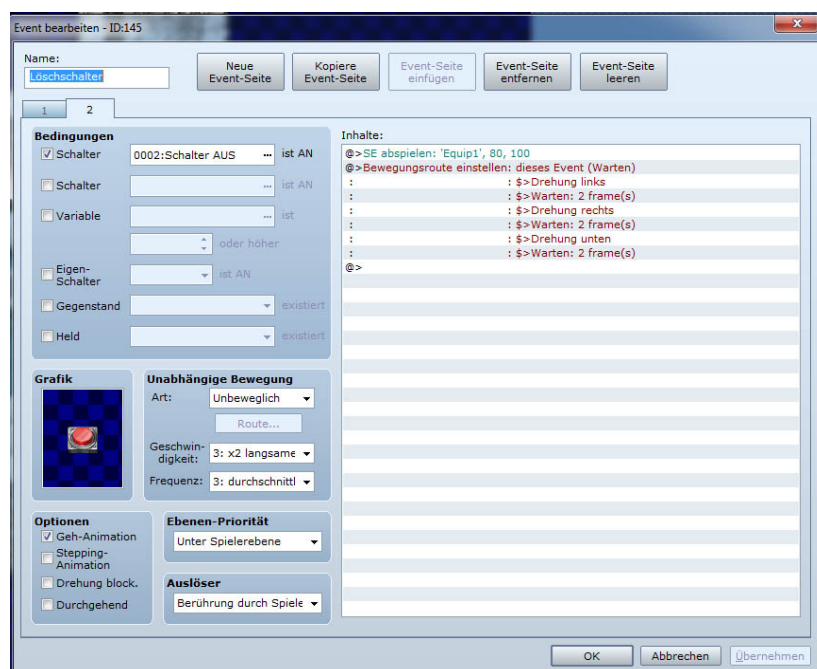 Event bearbeiten - ID:145
Name:
Löschschalter
Neue
Event-Seite
Kopiere
Event-Seite
Event-Seite
einfügen
Event-Seite
entfernen
Event-Seite
leeren
1
2
Bedingungen
Schalter 0002:Schalter AUS ... ist AN
Schalter ... ist AN
Variable ... ist
oder höher
Eigen-
Schalter
ist AN
Gegenstand existiert
Held existiert
Grafik
Unabhängige Bewegung
Art: Unbeweglich
Route...
Geschwin-
digkeit:
3: x2 langsame
Frequenz: 3: durchschnittl
Optionen
Geh-Animation
Stepping-
Animation
Drehung block.
Durchgehend
Ebenen-Priorität
Unter Spielerebene
Auslöser
Berührung durch Spiele
Inhalte:
@>SE abspielen: 'Equip1', 80, 100
@>Bewegungsroute einstellen: dieses Event (Warten)
: : $>Drehung links
: : $>Warten: 2 frame(s)
: : $>Drehung rechts
: : $>Warten: 2 frame(s)
: : $>Drehung unten
: : $>Warten: 2 frame(s)
@>
OK
Abbrechen
Übernehmen